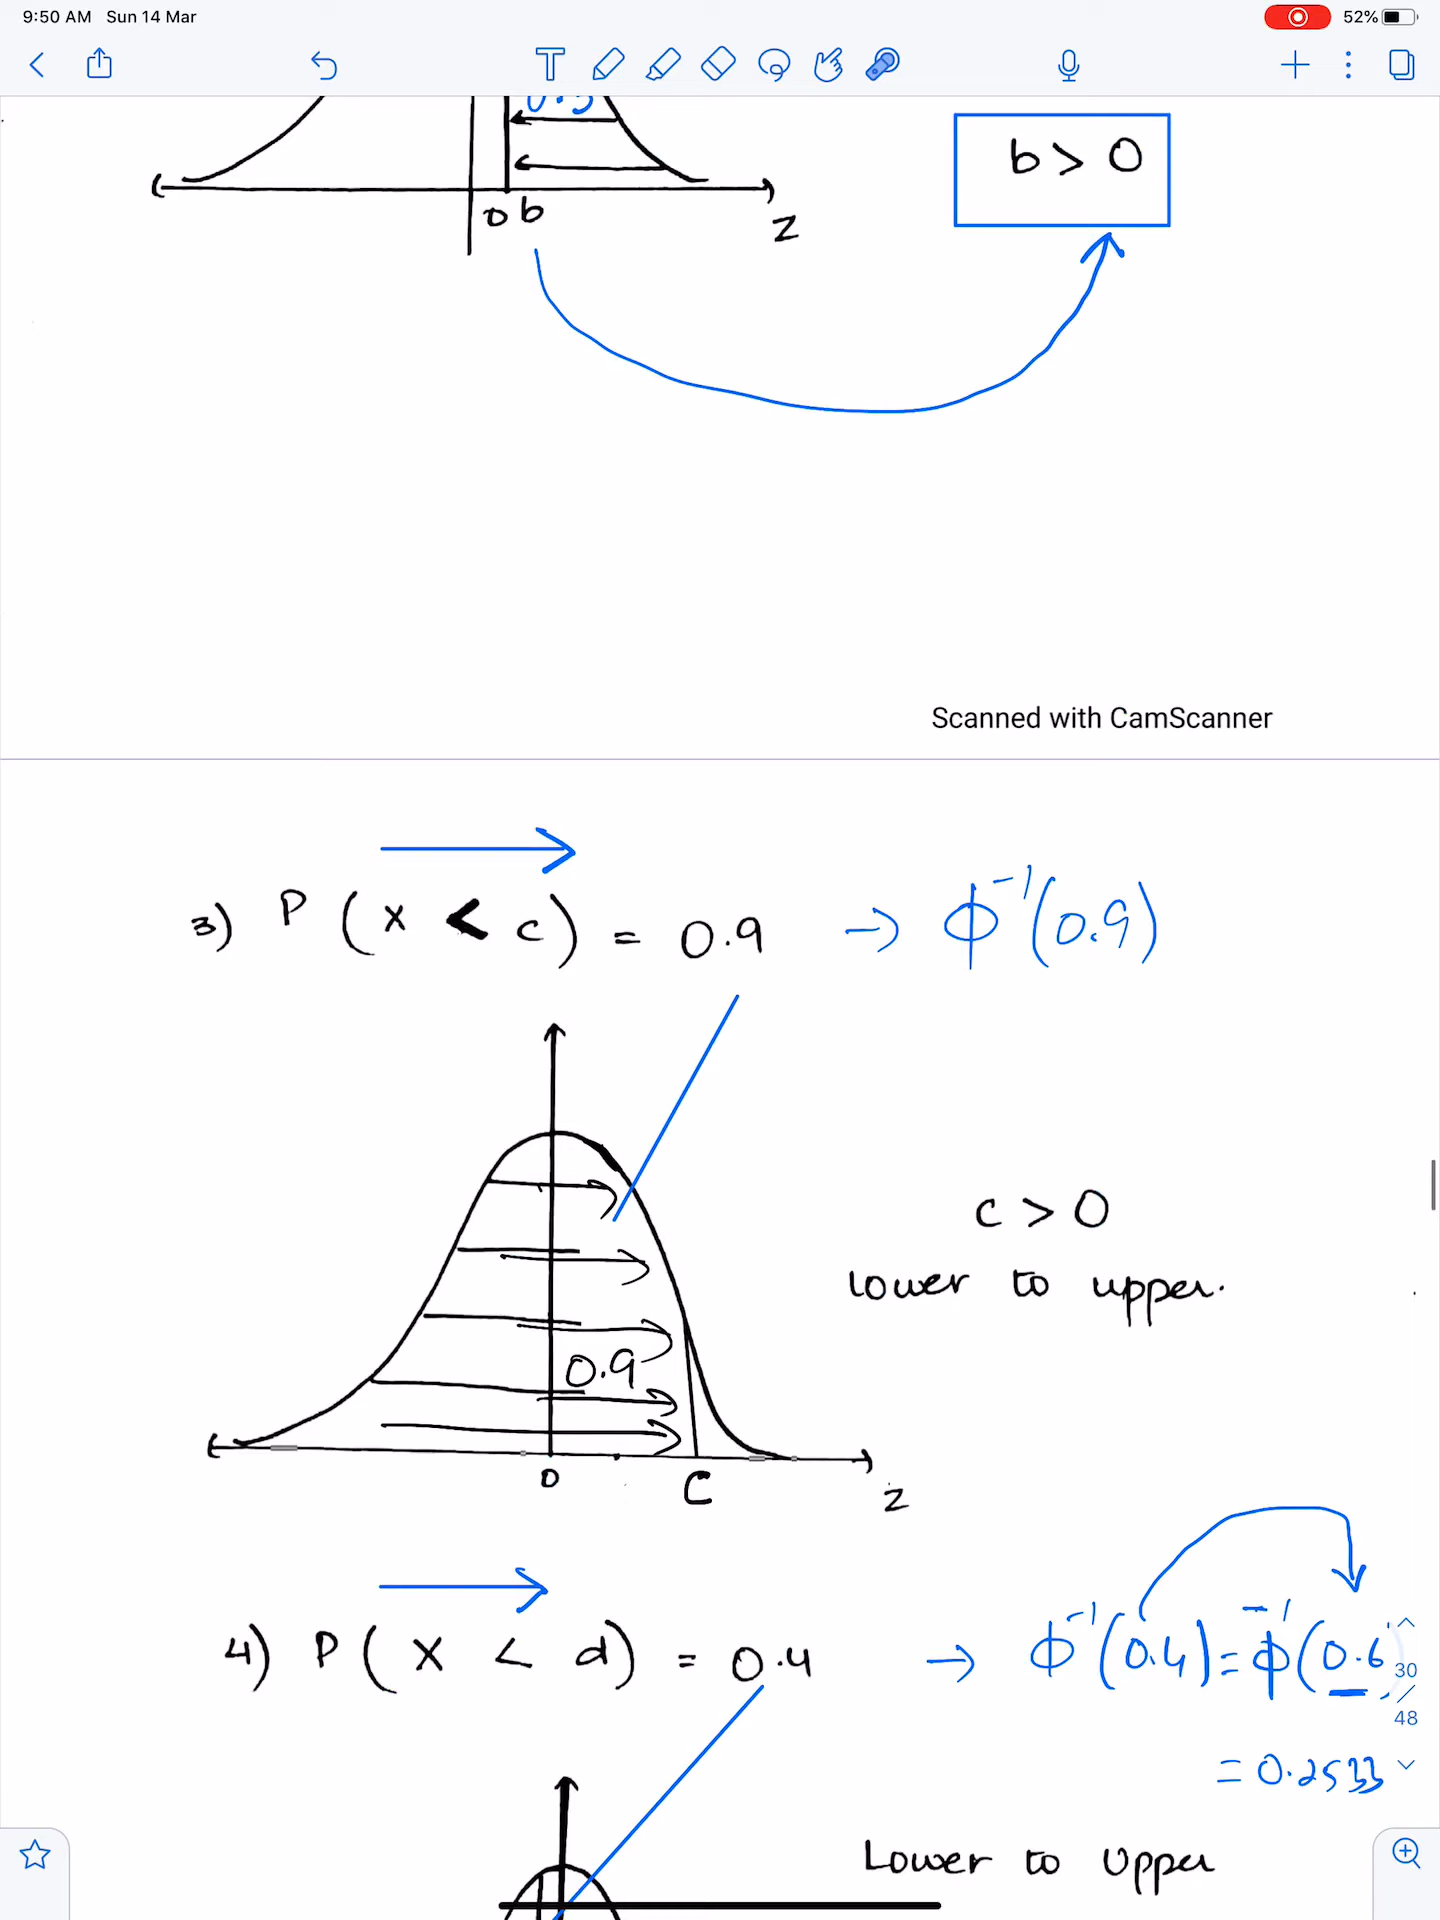 9:50 AM Sun 14 Mar 52%
T
0 b
z
b > 0
Scanned with CamScanner
3) P ( x < c ) = 0.9 → Φ⁻¹(0.9)
c > 0
Lower to upper.
0.9
0 C
z
4) P ( X < d ) = 0.4 → Φ⁻¹(0.4) = Φ⁻¹(0.6)
30
/
48
= 0.2533
Lower to Upper